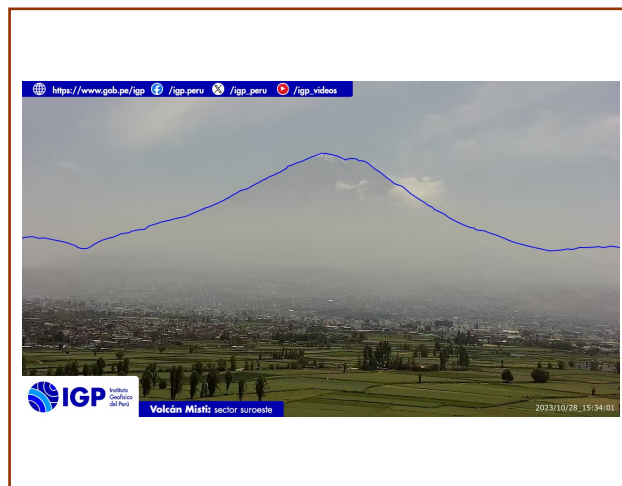 https://www.gob.pe/igp /igp.peru /igp_peru /igp_videos
IGP
Instituto
Geofísico
del Perú
Volcán Misti: sector suroeste
2023/10/28_15:34:01